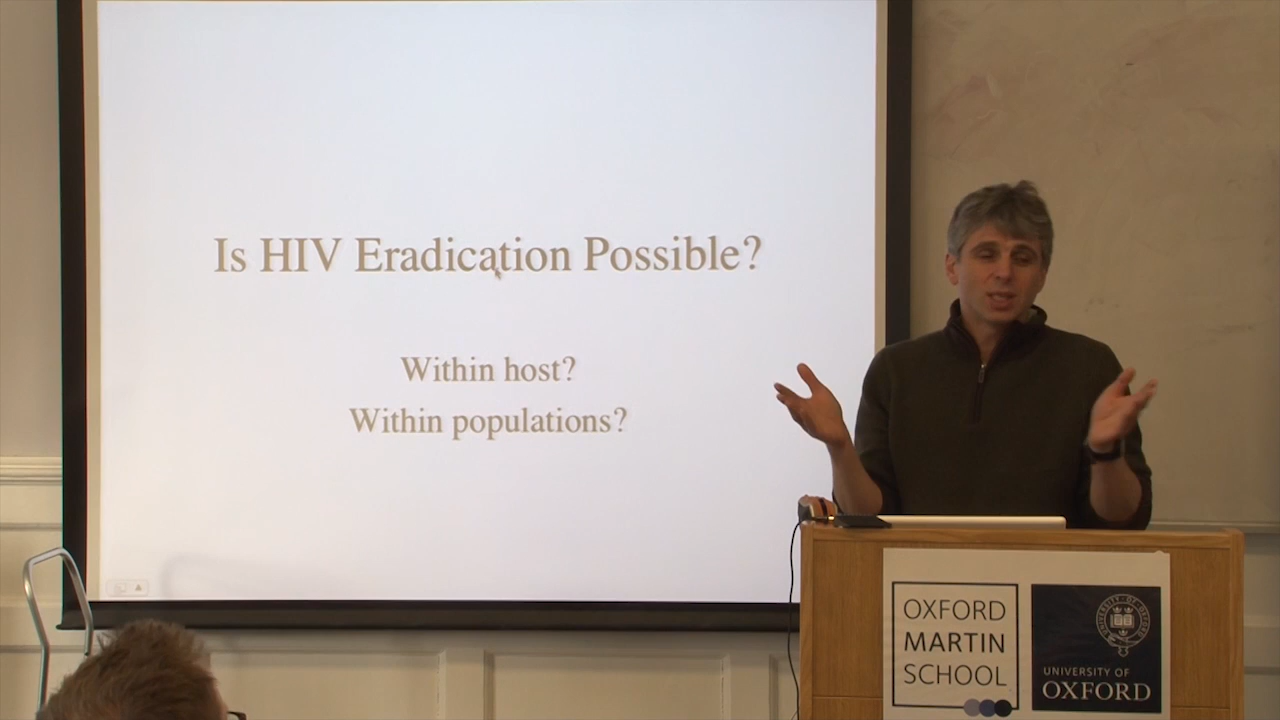 Is HIV Eradication Possible?
Within host?
Within populations?
OXFORD
MARTIN
SCHOOL
UNIVERSITY OF
OXFORD